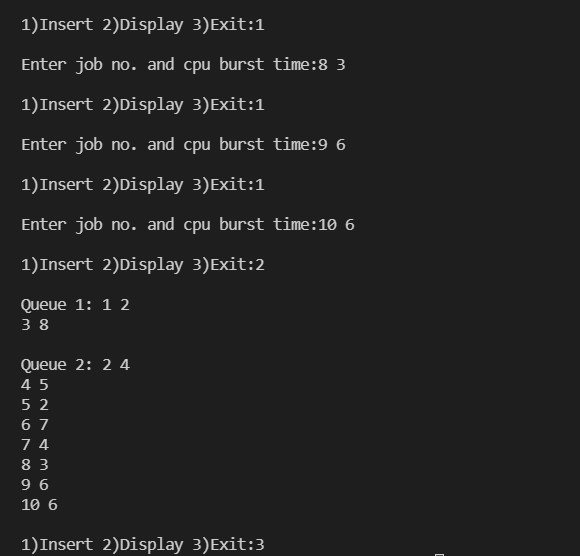 1)Insert 2)Display 3)Exit:1
Enter job no. and cpu burst time:8 3
1)Insert 2)Display 3)Exit:1
Enter job no. and cpu burst time:9 6
1)Insert 2)Display 3)Exit:1
Enter job no. and cpu burst time:10 6
1)Insert 2)Display 3)Exit:2
Queue 1: 1 2
3 8
Queue 2: 2 4
4 5
5 2
6 7
7 4
8 3
9 6
10 6
1)Insert 2)Display 3)Exit:3